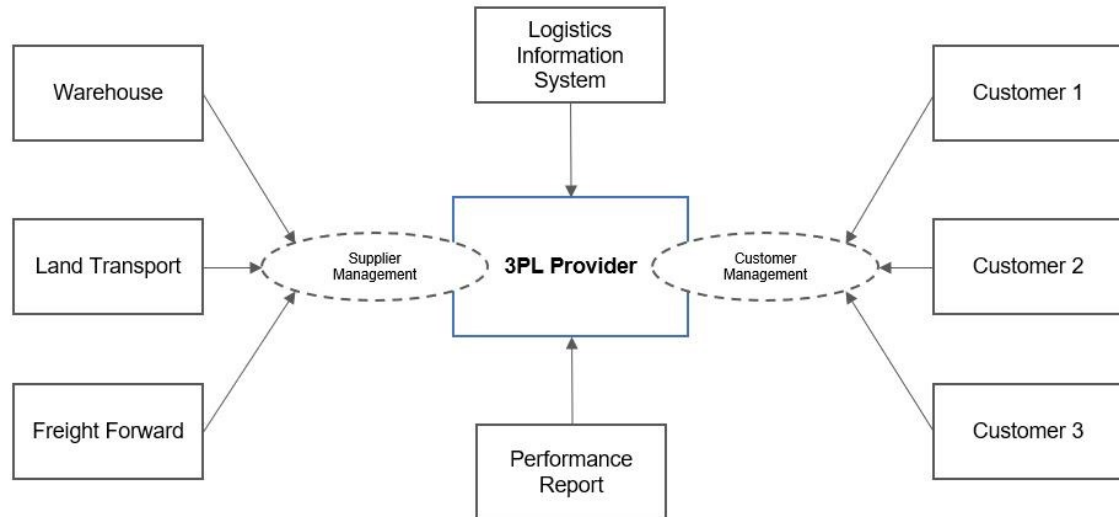 Logistics
Information
System
Warehouse
Customer 1
Land Transport
Supplier
Management
3PL Provider
Customer
Management
Customer 2
Freight Forward
Customer 3
Performance
Report